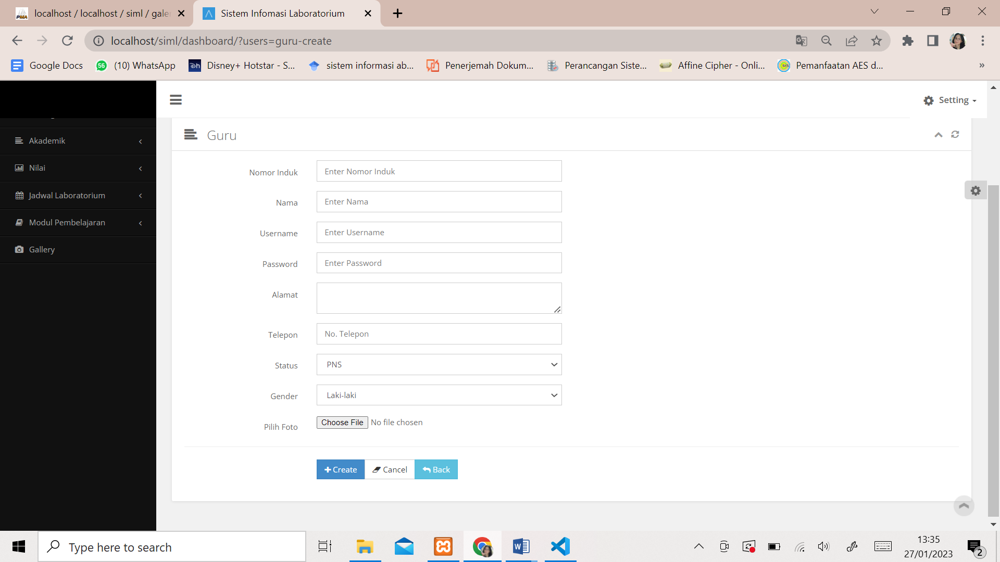 localhost / localhost / siml / gale
Sistem Infomasi Laboratorium
localhost/siml/dashboard/?users=guru-create
Google Docs
(10) WhatsApp
Disney+ Hotstar - S...
sistem informasi ab...
Penerjemah Dokum...
Perancangan Siste...
Affine Cipher - Onli...
Pemanfaatan AES d...
Setting
Akademik
Nilai
Jadwal Laboratorium
Modul Pembelajaran
Gallery
Guru
Nomor Induk Enter Nomor Induk
Nama Enter Nama
Username Enter Username
Password Enter Password
Alamat
Telepon No. Telepon
Status PNS
Gender Laki-laki
Pilih Foto Choose File No file chosen
Create Cancel Back
Type here to search
13:35
27/01/2023
2